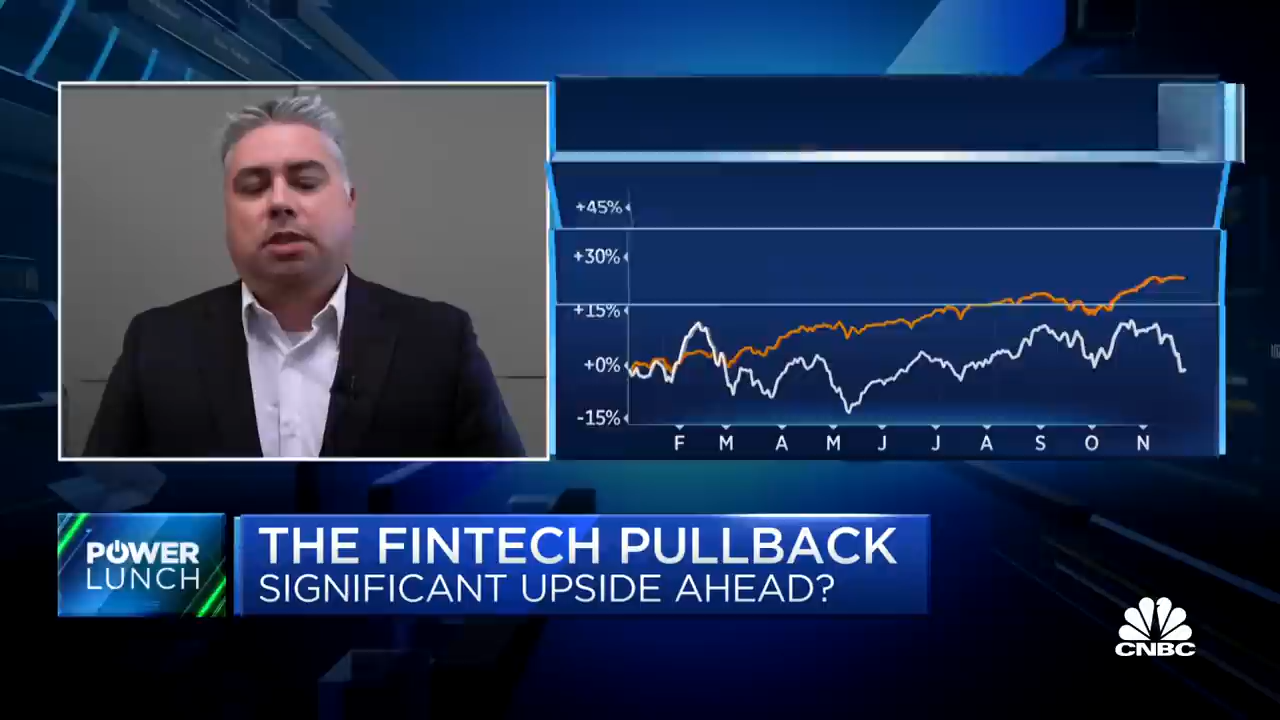 +45%
+30%
+15%
+0%
-15%
F M A M J J A S O N
POWER
LUNCH
THE FINTECH PULLBACK
SIGNIFICANT UPSIDE AHEAD?
CNBC